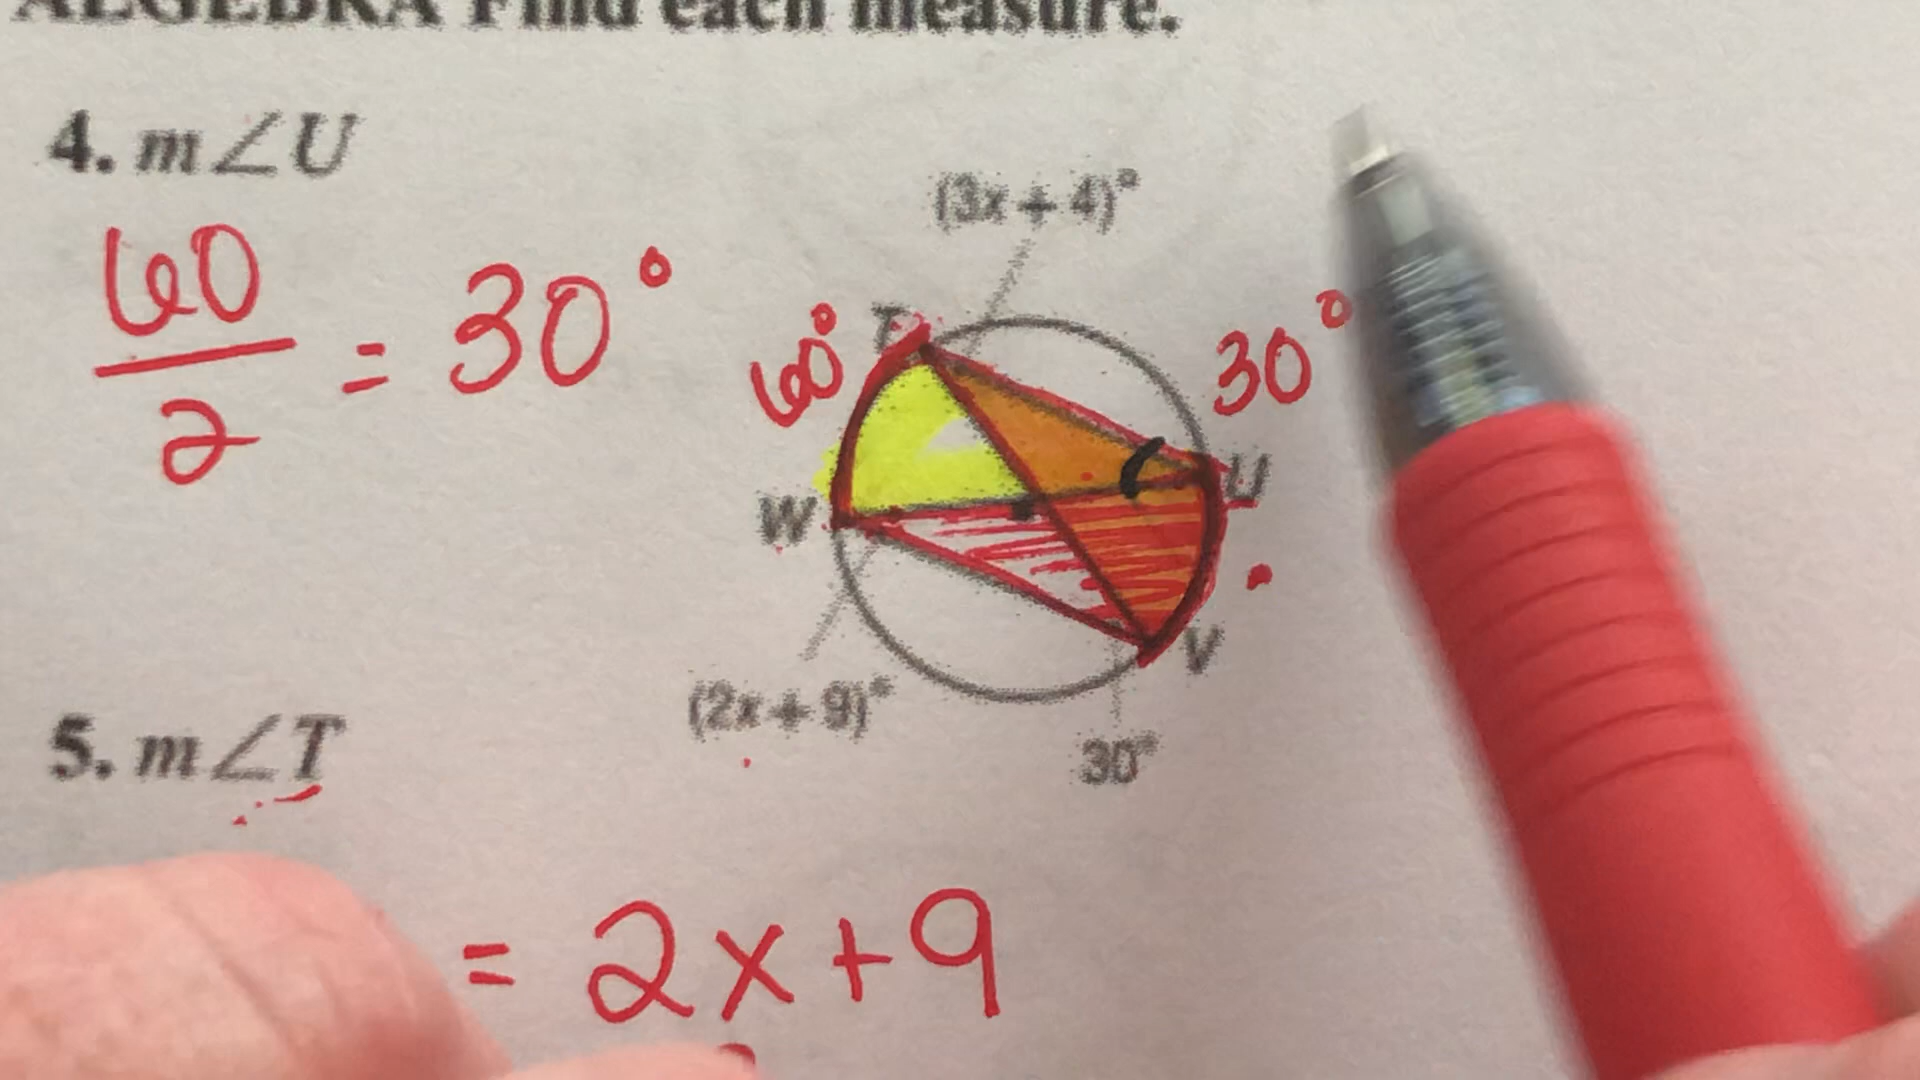 ALGEBRA Find each measure.
4. m∠U
60/2 = 30°
(3x + 4)°
60°
T
30°
U
W
V
(2x + 9)°
30°
5. m∠T
= 2x+9